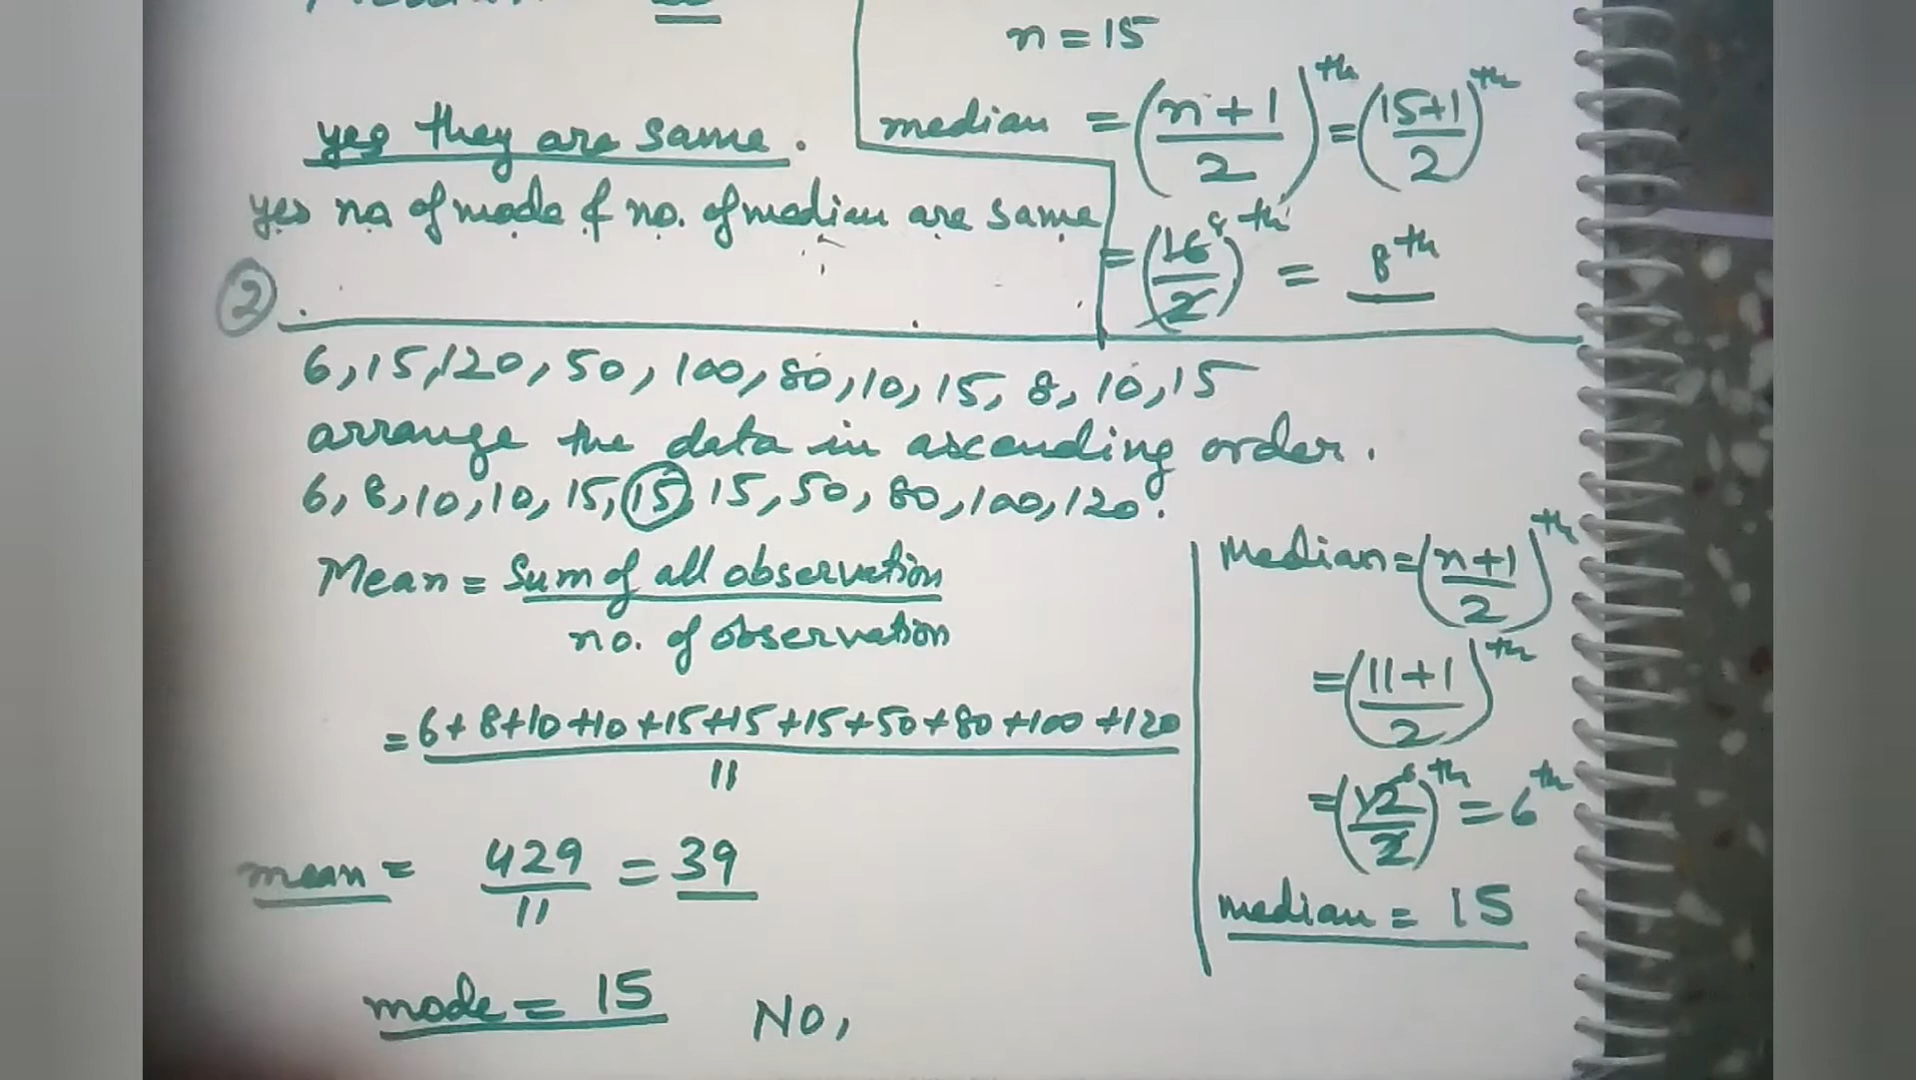 n = 15
median = (n+1/2)th = (15+1/2)th
= (16/2)8 th = 8th
yes they are same.
yes no of mode & no. of median are same
②.
6, 15, 120, 50, 100, 80, 10, 15, 8, 10, 15
arrange the data in ascending order.
6, 8, 10, 10, 15, 15, 15, 50, 80, 100, 120.
Mean = Sum of all observation
no. of observation
= 6+8+10+10+15+15+15+50+80+100+120
11
mean = 429/11 = 39
mode = 15 No,
Median = (n+1/2)th
= (11+1/2)th
= (12/2)6 th = 6th
median = 15